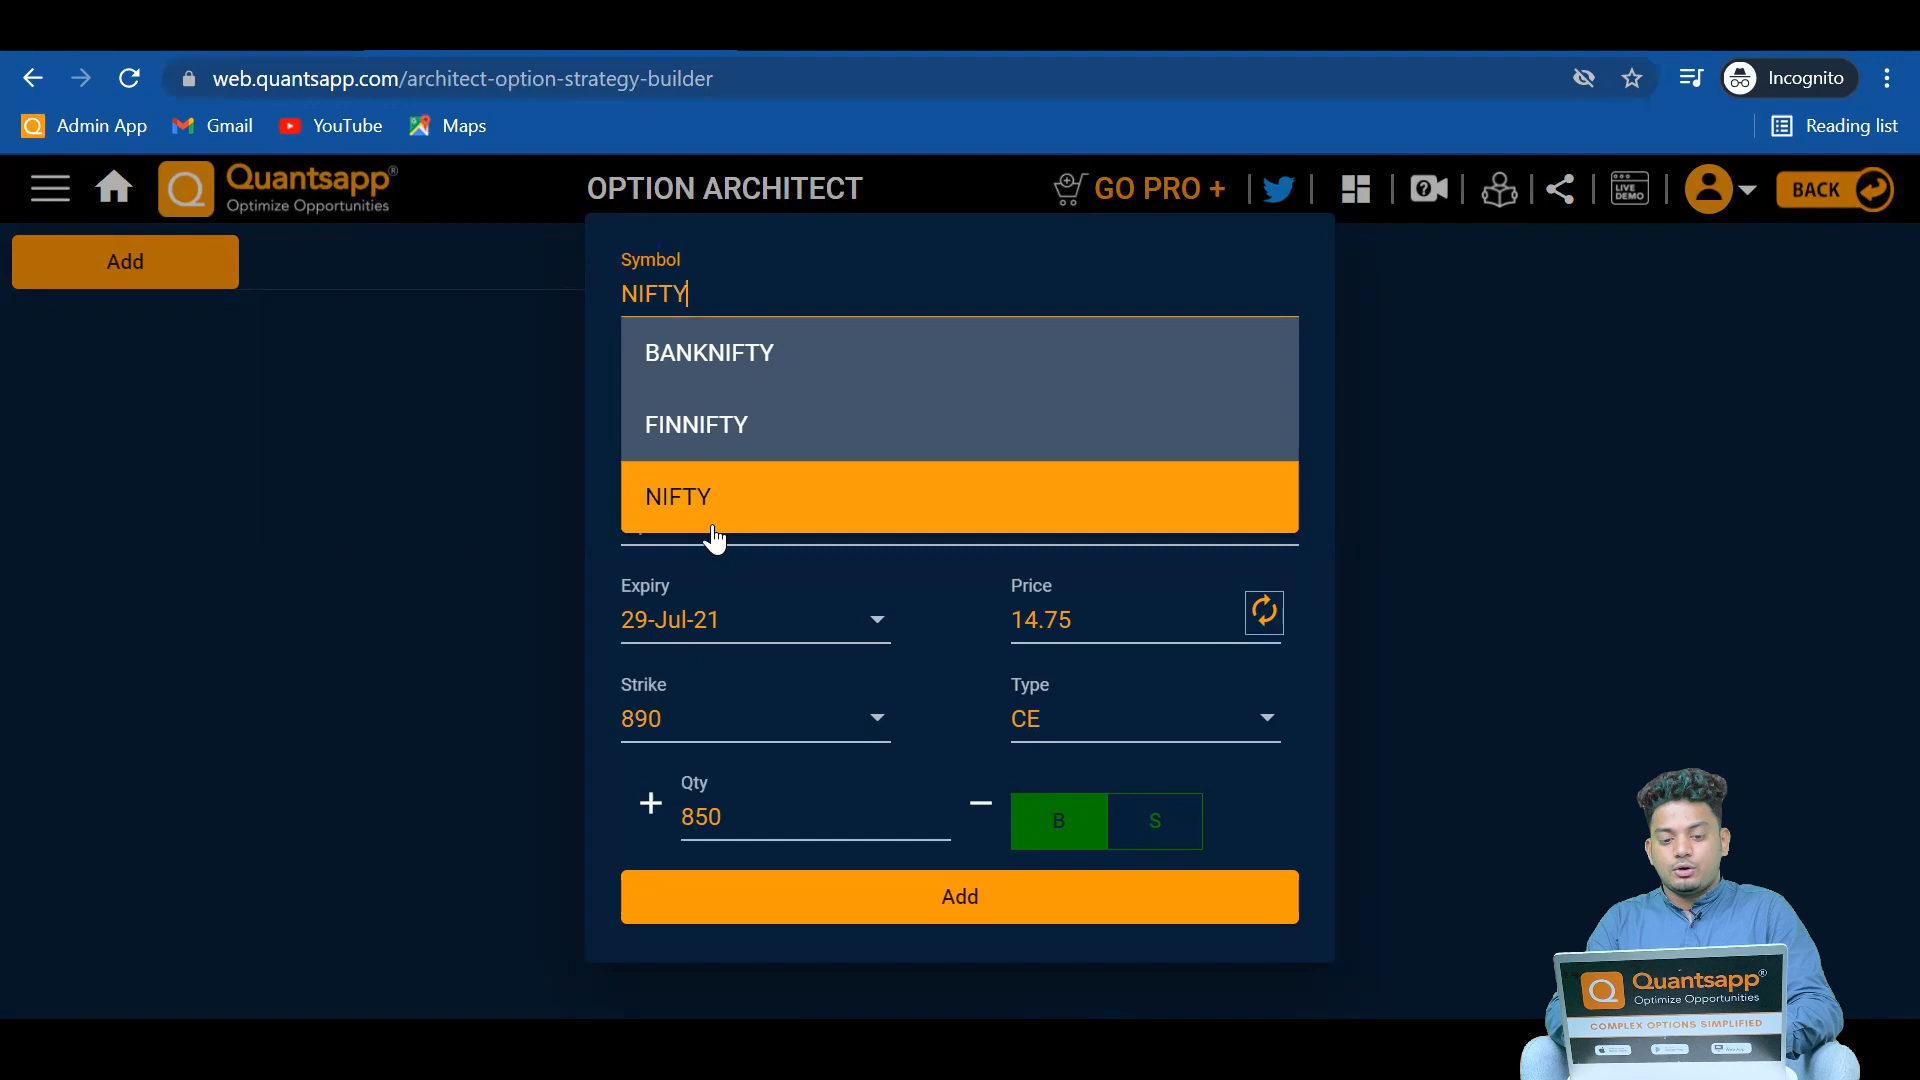 web.quantsapp.com/architect-option-strategy-builder
Incognito
Admin App
Gmail
YouTube
Maps
Reading list
Quantsapp®
Optimize Opportunities
OPTION ARCHITECT
GO PRO +
LIVE
DEMO
BACK
Add
Symbol
NIFTY
BANKNIFTY
FINNIFTY
NIFTY
Expiry
29-Jul-21
Price
14.75
Strike
890
Type
CE
Qty
850
B
S
Add
Quantsapp®
Optimize Opportunities
COMPLEX OPTIONS SIMPLIFIED